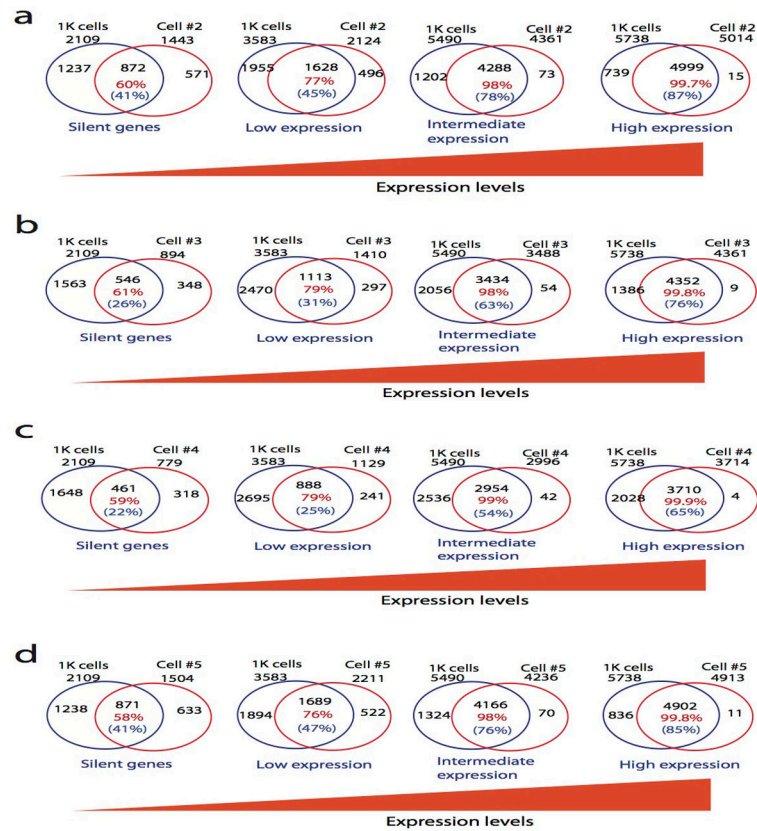 a
1K cells
2109
Cell #2
1443
1237
872
60%
(41%)
571
Silent genes
1K cells
3583
Cell #2
2124
1955
1628
77%
(45%)
496
Low expression
1K cells
5490
Cell #2
4361
1202
4288
98%
(78%)
73
Intermediate
expression
1K cells
5738
Cell #2
5014
739
4999
99.7%
(87%)
15
High expression
Expression levels
b
1K cells
2109
Cell #3
894
1563
546
61%
(26%)
348
Silent genes
1K cells
3583
Cell #3
1410
2470
1113
79%
(31%)
297
Low expression
1K cells
5490
Cell #3
3488
2056
3434
98%
(63%)
54
Intermediate
expression
1K cells
5738
Cell #3
4361
1386
4352
99.8%
(76%)
9
High expression
Expression levels
c
1K cells
2109
Cell #4
779
1648
461
59%
(22%)
318
Silent genes
1K cells
3583
Cell #4
1129
2695
888
79%
(25%)
241
Low expression
1K cells
5490
Cell #4
2996
2536
2954
99%
(54%)
42
Intermediate
expression
1K cells
5738
Cell #4
3714
2028
3710
99.9%
(65%)
4
High expression
Expression levels
d
1K cells
2109
Cell #5
1504
1238
871
58%
(41%)
633
Silent genes
1K cells
3583
Cell #5
2211
1894
1689
76%
(47%)
522
Low expression
1K cells
5490
Cell #5
4236
1324
4166
98%
(76%)
70
Intermediate
expression
1K cells
5738
Cell #5
4913
836
4902
99.8%
(85%)
11
High expression
Expression levels